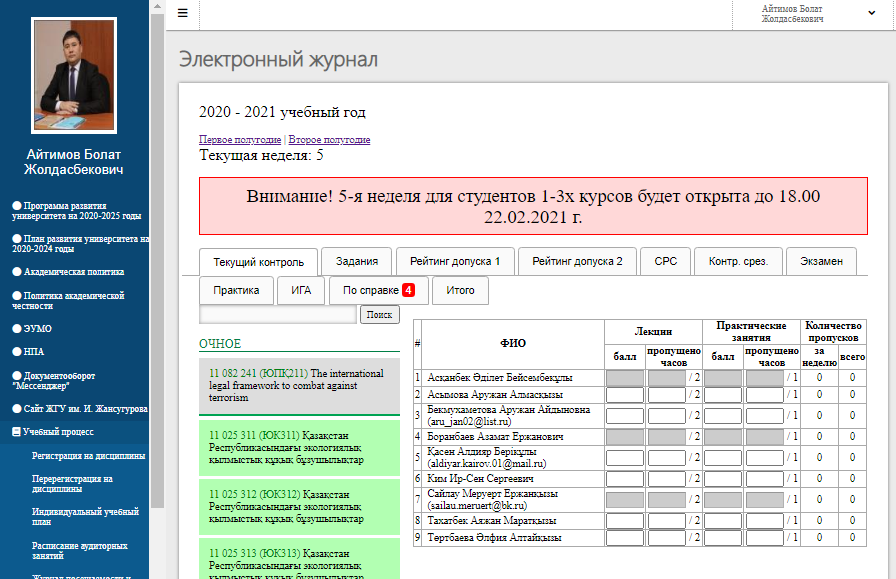 Айтимов Болат
Жолдасбекович
Программа развития
университета на 2020-2025 годы
План развития университета на
2020-2024 годы
Академическая политика
Политика академической
честности
ЭУМО
НПА
Документооборот
"Мессенджер"
Сайт ЖГУ им. И. Жансугурова
Учебный процесс
Регистрация на дисциплины
Перерегистрация на
дисциплины
Индивидуальный учебный
план
Расписание аудиторных
занятий
Айтимов Болат
Жолдасбекович
Электронный журнал
2020 - 2021 учебный год
Первое полугодие | Второе полугодие
Текущая неделя: 5
Внимание! 5-я неделя для студентов 1-3х курсов будет открыта до 18.00
22.02.2021 г.
Текущий контроль Задания Рейтинг допуска 1 Рейтинг допуска 2 СРС Контр. срез. Экзамен
Практика ИГА По справке 4 Итого
Поиск
ОЧНОЕ
11 082 241 (ЮПҚ211) The international
legal framework to combat against
terrorism
11 025 311 (ЮК311) Қазақстан
Республикасындағы экологиялық
қылмыстық құқық бұзушылықтар
11 025 312 (ЮК312) Қазақстан
Республикасындағы экологиялық
қылмыстық құқық бұзушылықтар
11 025 313 (ЮК313) Қазақстан
Республикасындағы экологиялық
# ФИО Лекции Практические занятия Количество пропусков
балл пропущено часов балл пропущено часов за неделю всего
1 Асқанбек Әділет Бейсембекұлы / 2 / 1 0 0
2 Асымова Аружан Алмасқызы / 2 / 1 0 0
3 Бекмухаметова Аружан Айдыновна (aru_jan02@list.ru) / 2 / 1 0 0
4 Боранбаев Азамат Ержанович / 2 / 1 0 0
5 Қасен Алдияр Берікұлы (aldiyar.kairov.01@mail.ru) / 2 / 1 0 0
6 Ким Ир-Сен Сергеевич / 2 / 1 0 0
7 Сайлау Меруерт Ержанқызы (sailau.meruert@bk.ru) / 2 / 1 0 0
8 Тахатбек Аяжан Маратқызы / 2 / 1 0 0
9 Төртбаева Әлфия Алтайқызы / 2 / 1 0 0